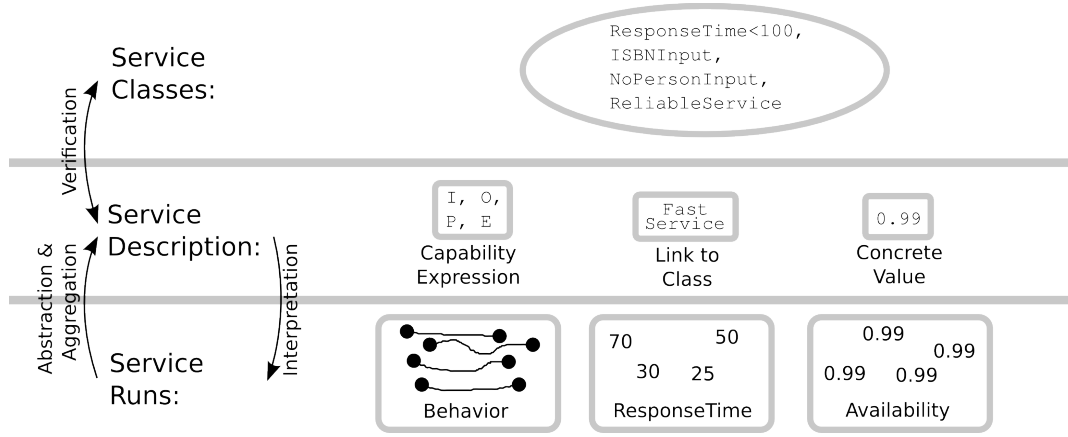 Service
Classes:
ResponseTime<100,
ISBNInput,
NoPersonInput,
ReliableService
Verification
Service
Description:
I, O,
P, E
Capability
Expression
Fast
Service
Link to
Class
0.99
Concrete
Value
Abstraction &
Aggregation
Interpretation
Service
Runs:
Behavior
70
50
30
25
ResponseTime
0.99
0.99
0.99
0.99
Availability